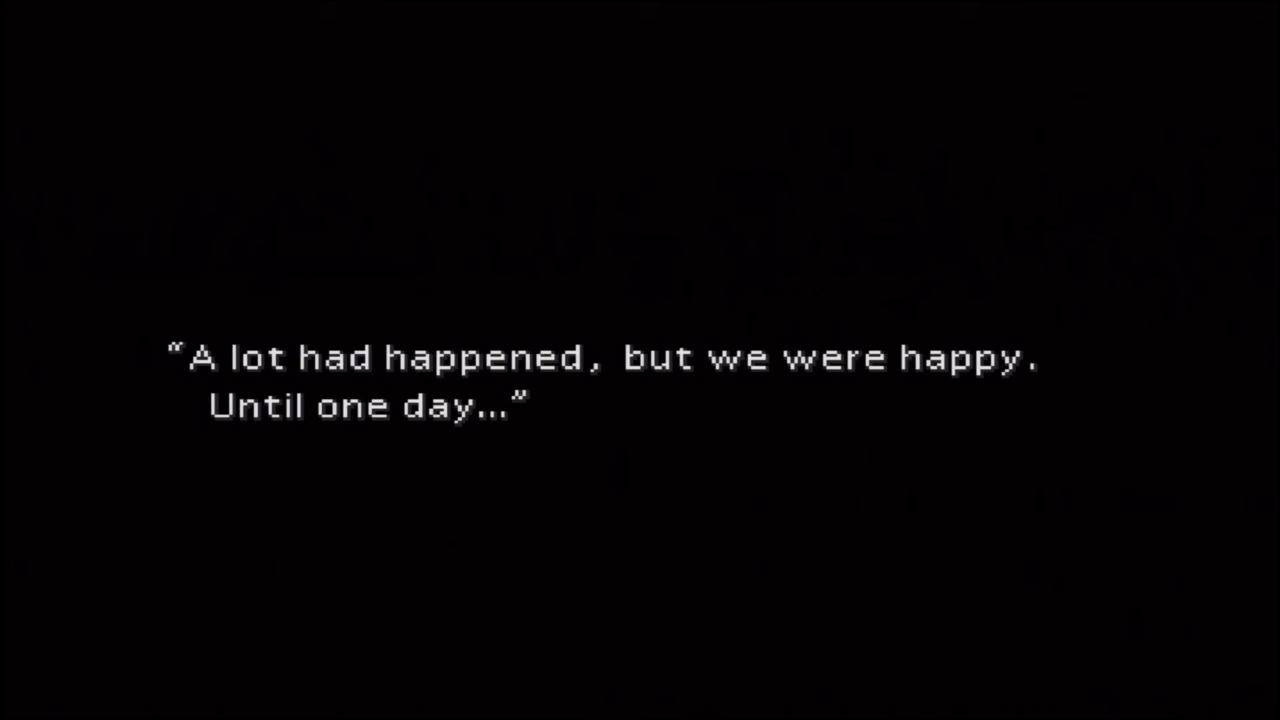 “A lot had happened, but we were happy.
Until one day...”